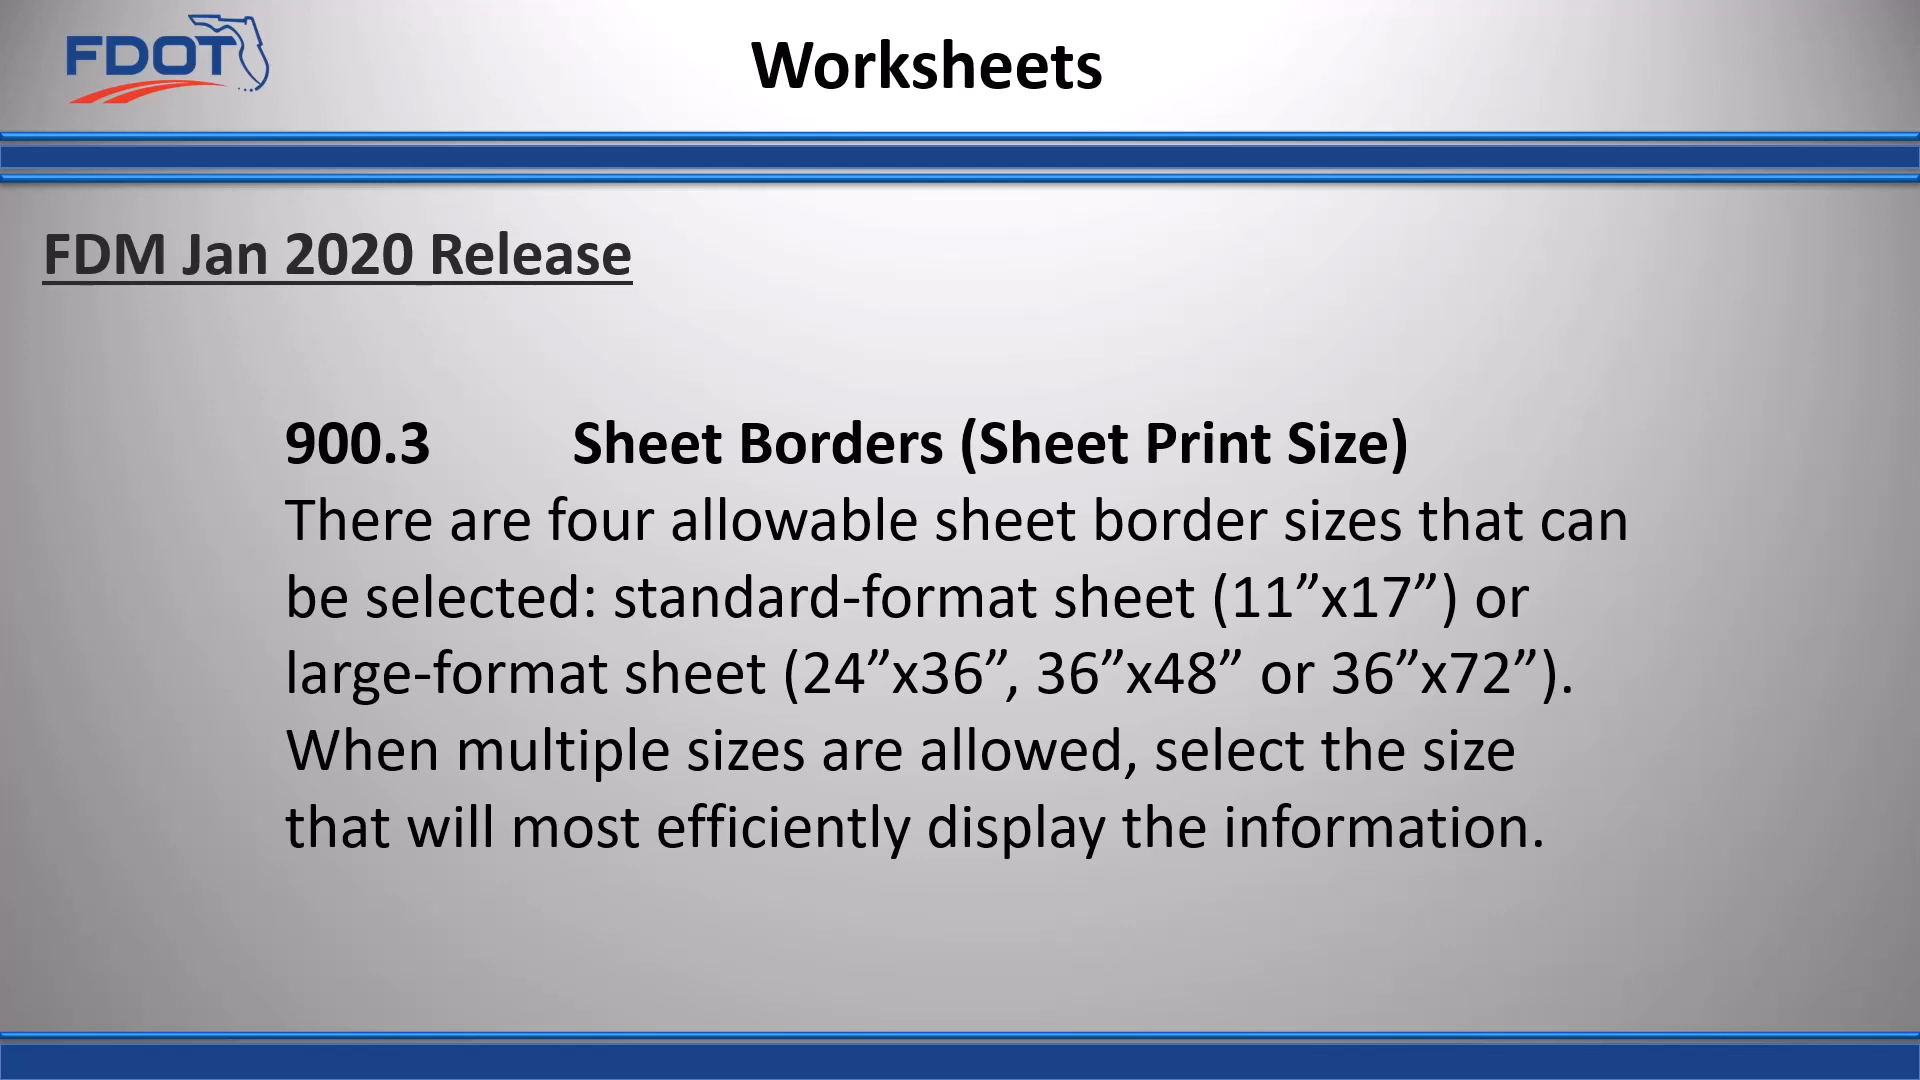 FDOT
Worksheets
FDM Jan 2020 Release
900.3 Sheet Borders (Sheet Print Size)
There are four allowable sheet border sizes that can
be selected: standard-format sheet (11”x17”) or
large-format sheet (24”x36”, 36”x48” or 36”x72”).
When multiple sizes are allowed, select the size
that will most efficiently display the information.